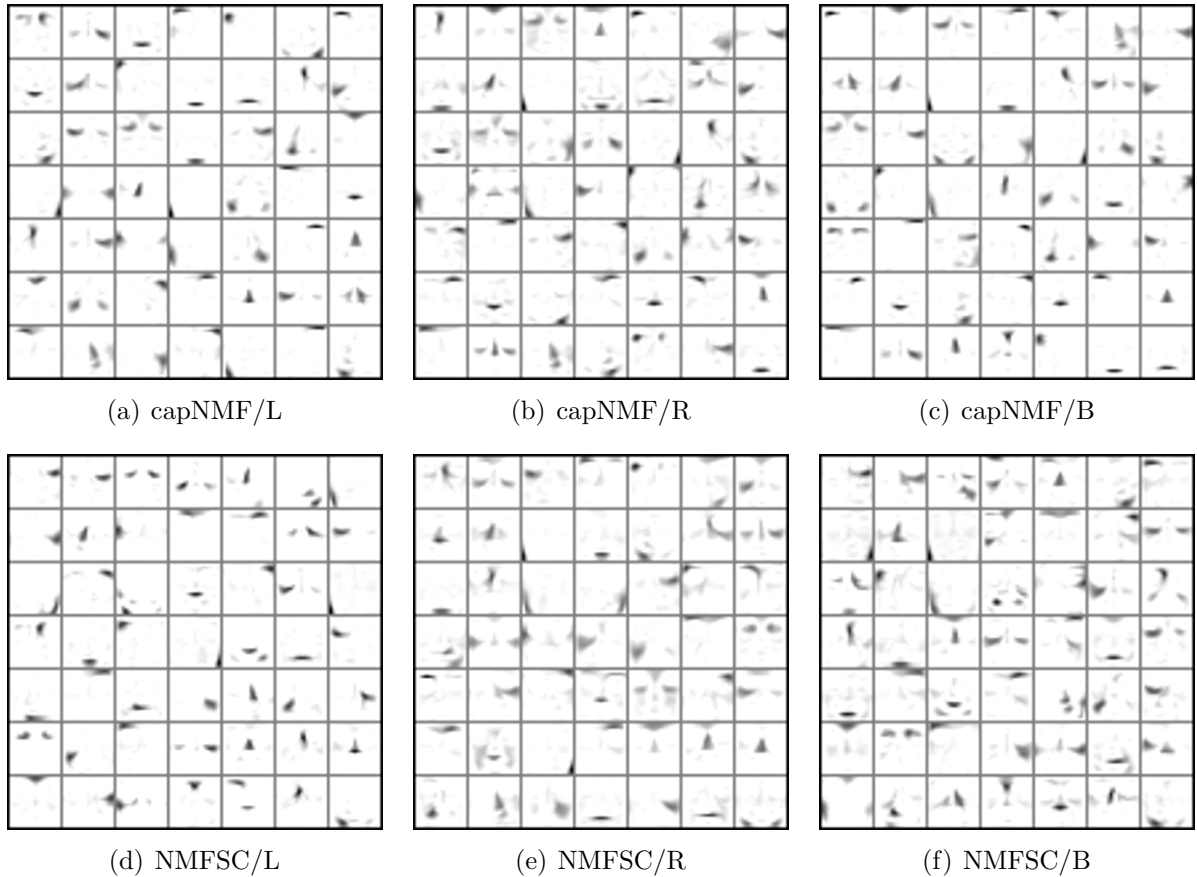 (a) capNMF/L
(b) capNMF/R
(c) capNMF/B
(d) NMFSC/L
(e) NMFSC/R
(f) NMFSC/B